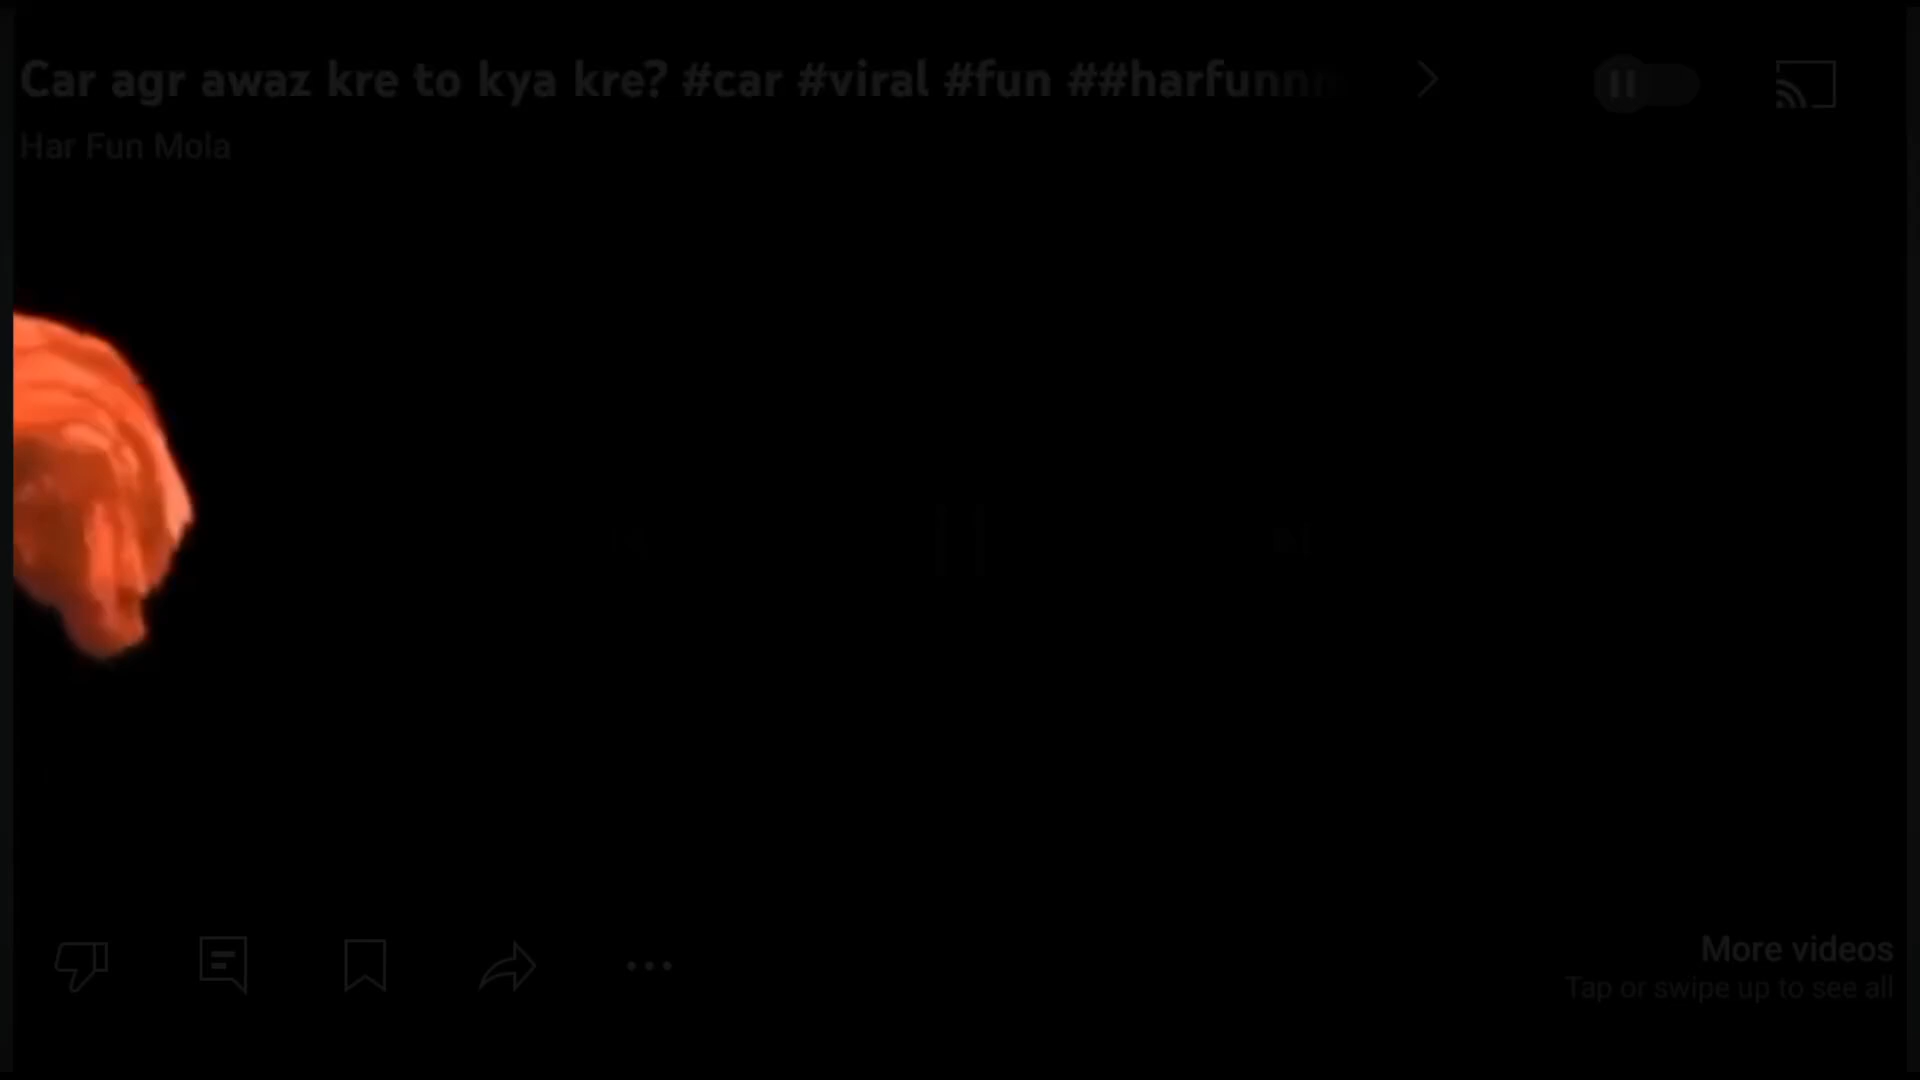 Car agr awaz kre to kya kre? #car #viral #fun ##harfunn
Har Fun Mola
More videos
Tap or swipe up to see all